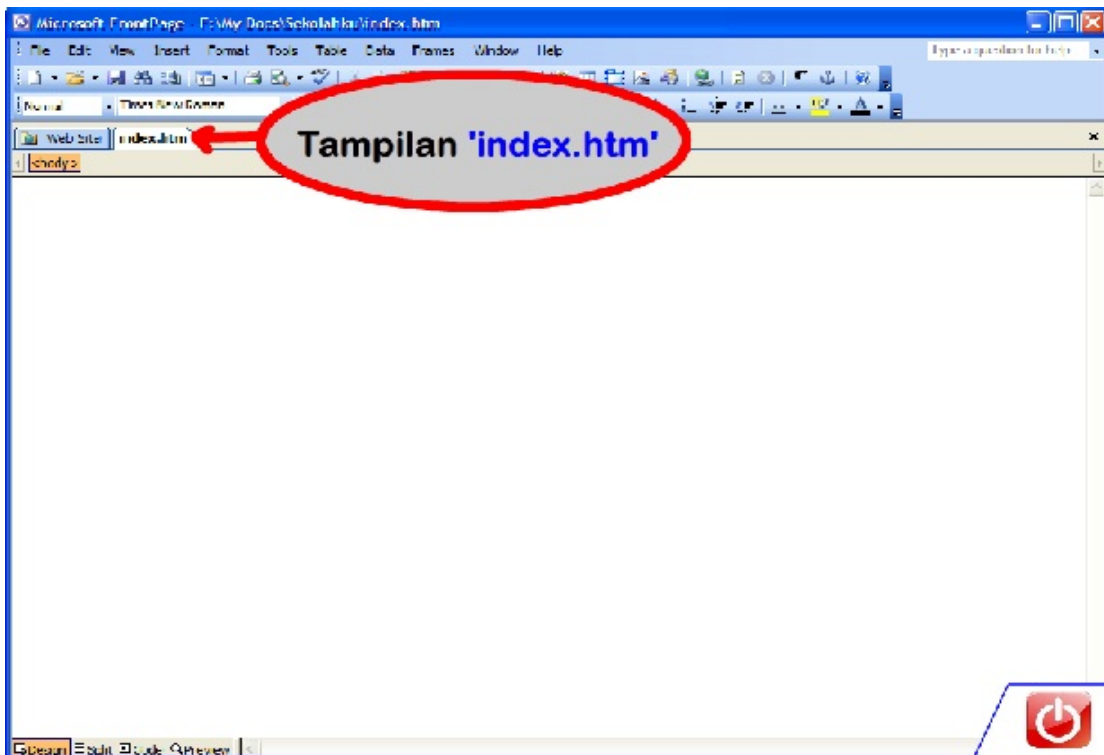 Microsoft FrontPage - F:\My Docs\Sekolahku\index.htm
File Edit View Insert Format Tools Table Data Frames Window Help
Type a question for help
Normal Times New Roman
Web Site index.htm
Tampilan 'index.htm'
<body>
Design Split Code Preview